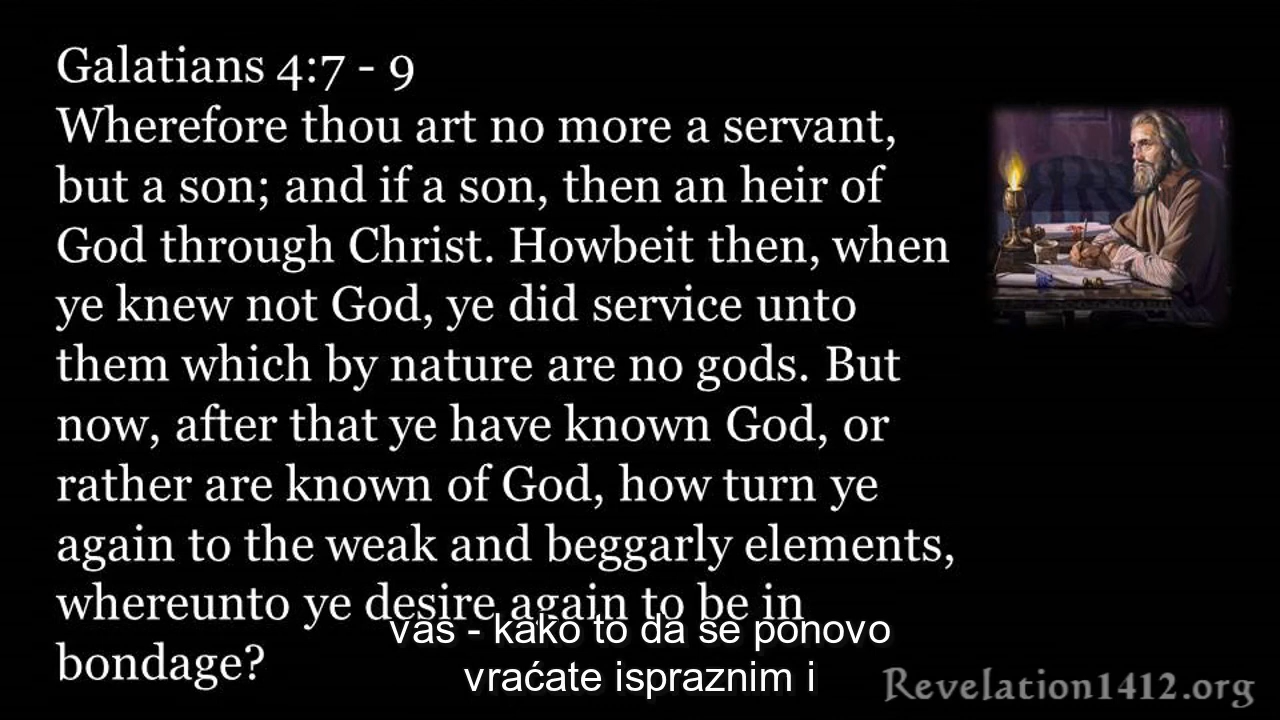 Galatians 4:7 - 9
Wherefore thou art no more a servant,
but a son; and if a son, then an heir of
God through Christ. Howbeit then, when
ye knew not God, ye did service unto
them which by nature are no gods. But
now, after that ye have known God, or
rather are known of God, how turn ye
again to the weak and beggarly elements,
whereunto ye desire again to be in
bondage?
vas - kako to da se ponovo
vraćate ispraznim i
Revelation1412.org